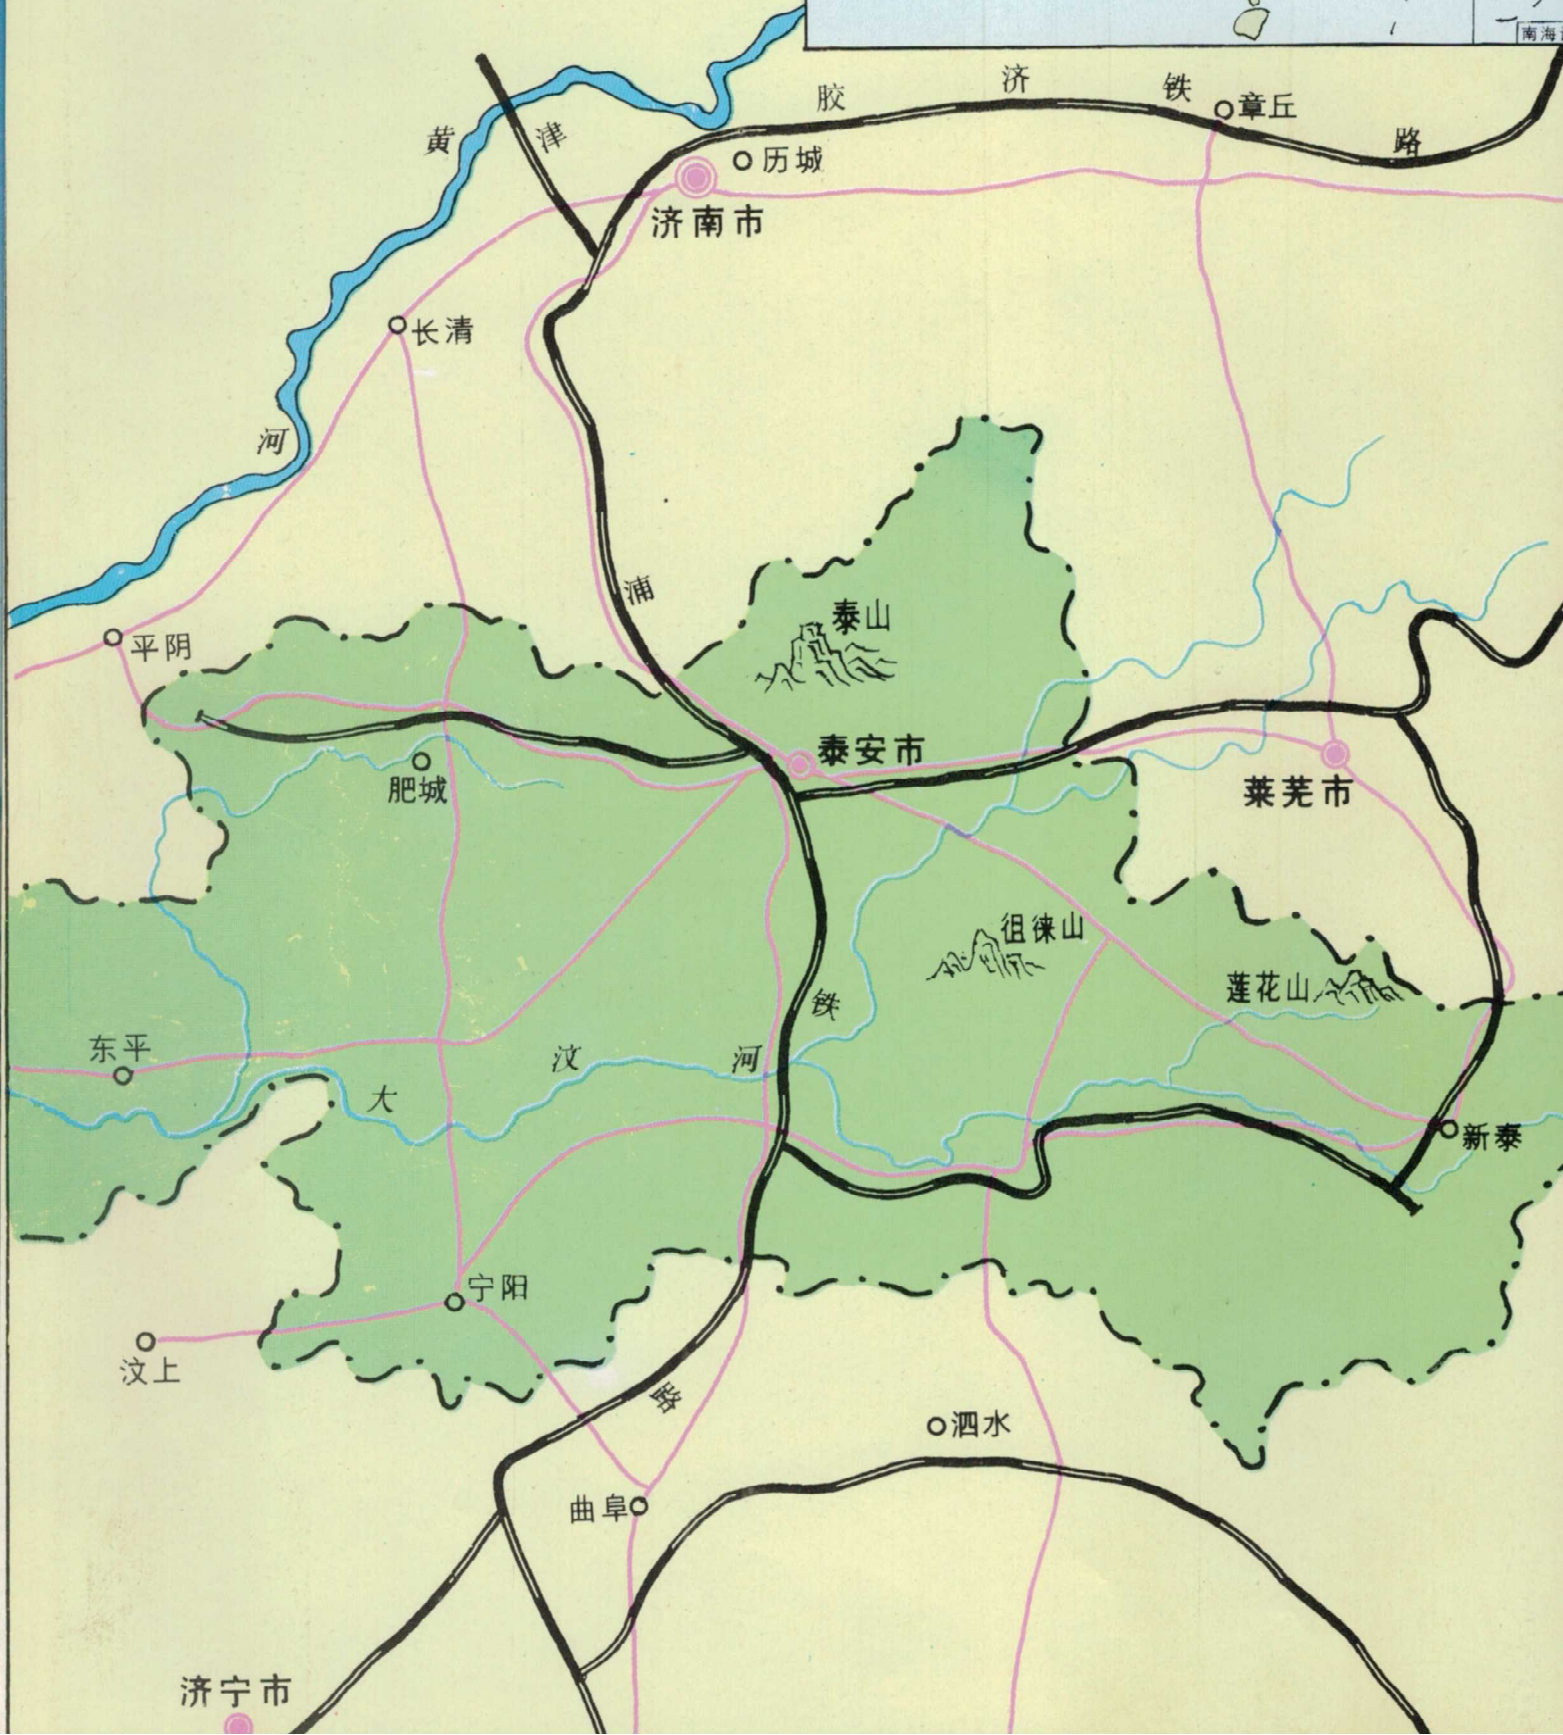 南海
胶济铁路
章丘
黄河
津浦铁路
历城
济南市
长清
泰山
平阴
泰安市
肥城
莱芜市
徂徕山
莲花山
东平
大汶河
新泰
宁阳
汶上
泗水
曲阜
济宁市